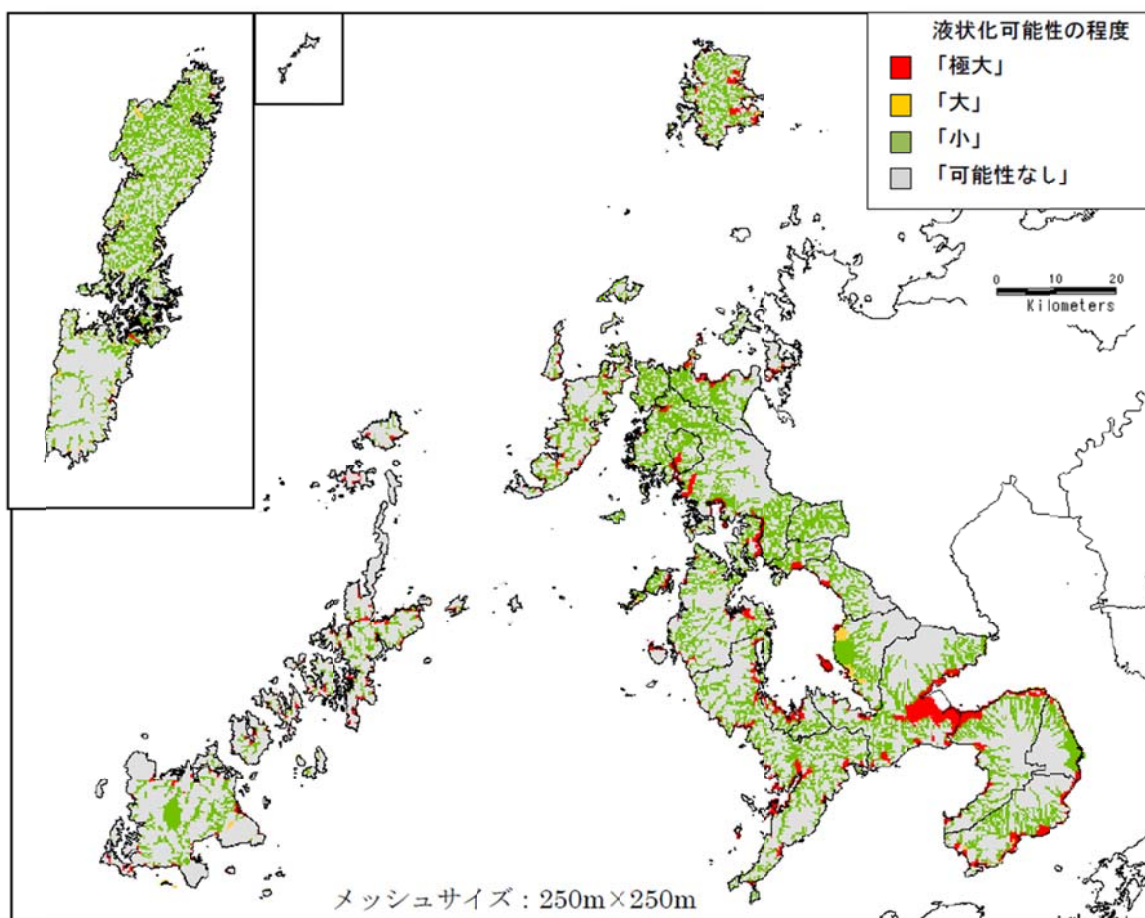 液状化可能性の程度
「極大」
「大」
「小」
「可能性なし」
0 10 20
Kilometers
メッシュサイズ：250m×250m